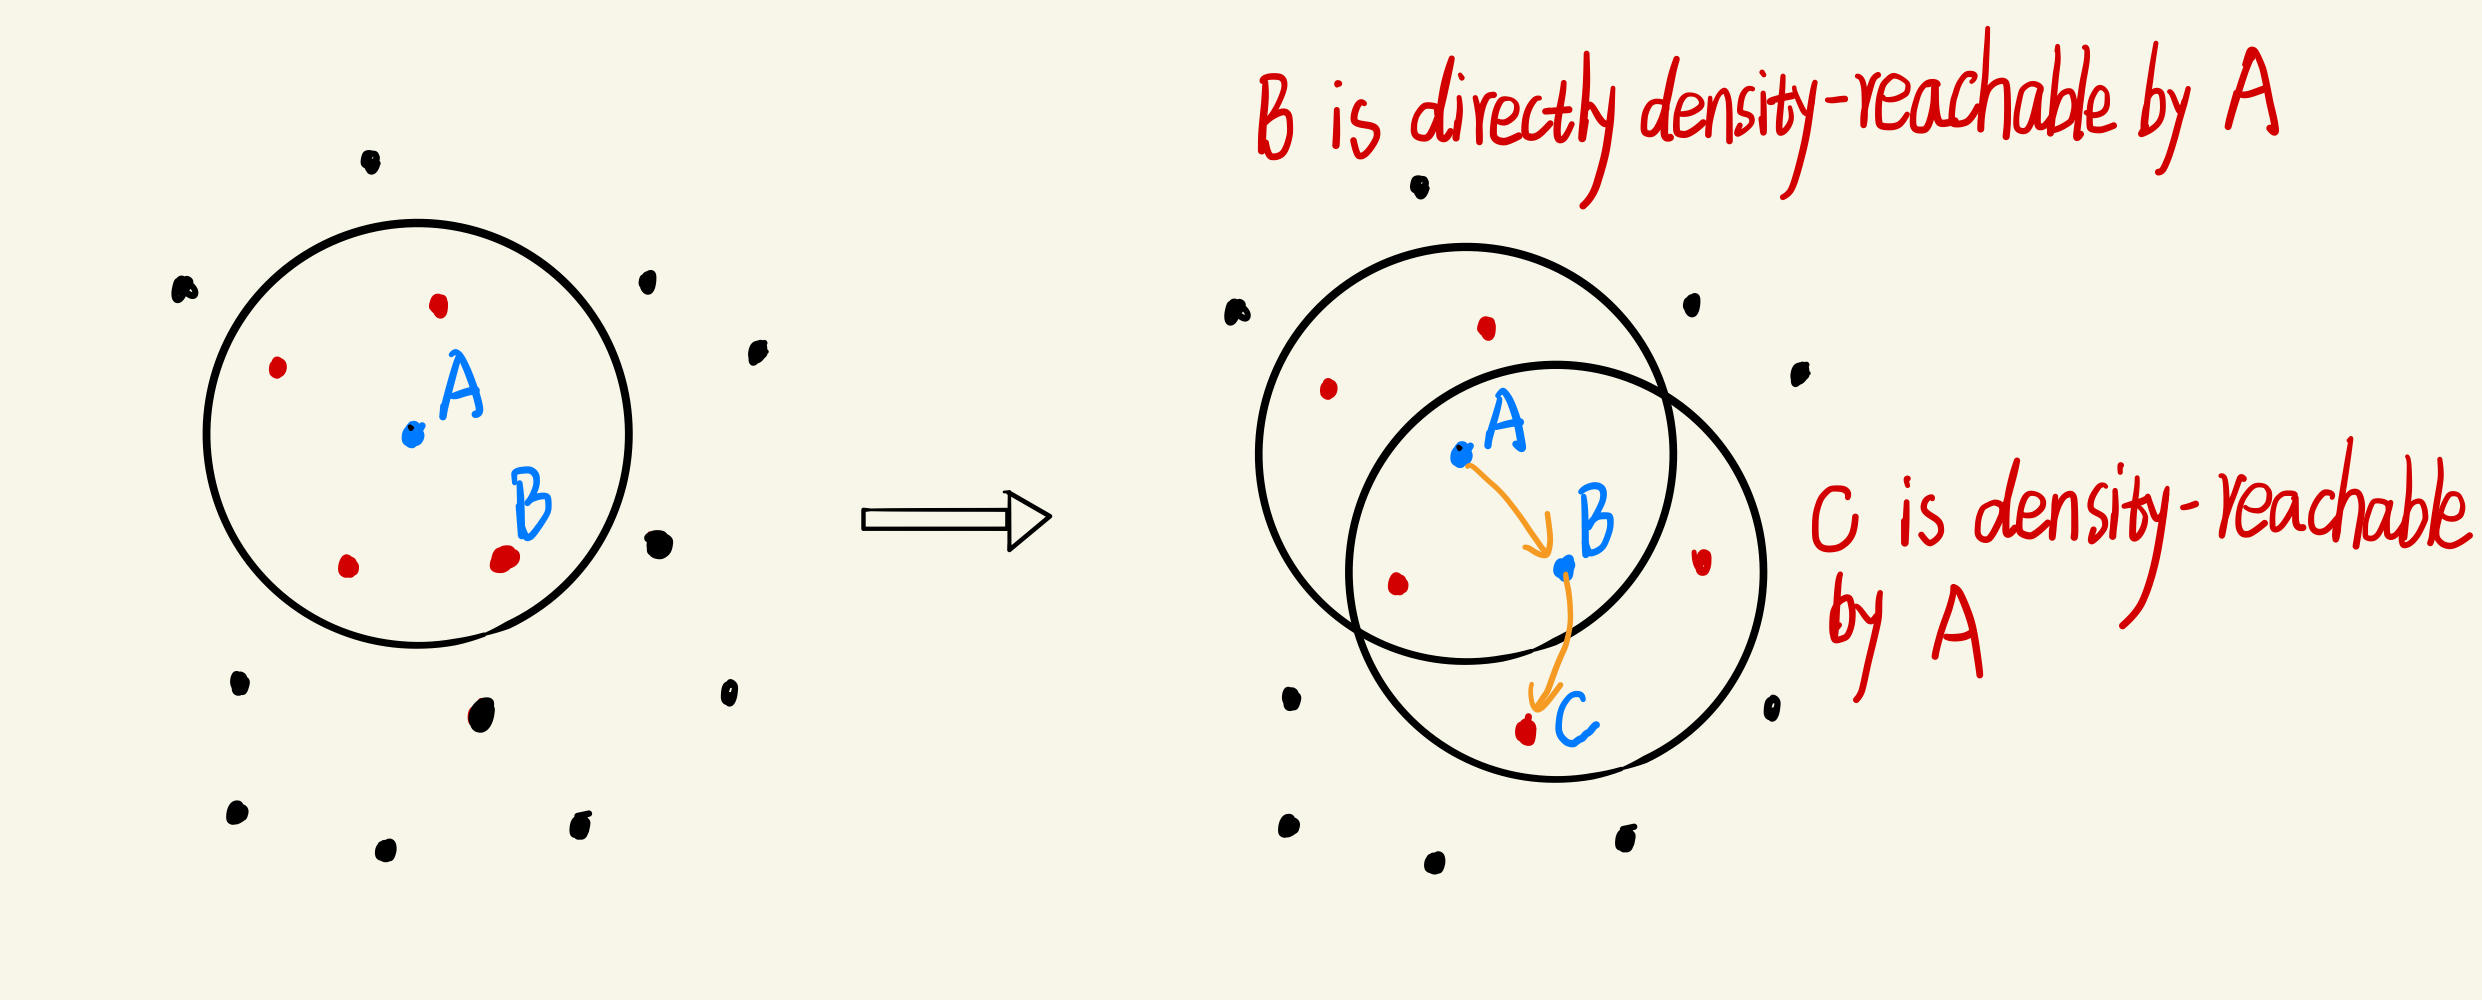 B is directly density-reachable by A
A
B
A
B
C is density-reachable
by A
C